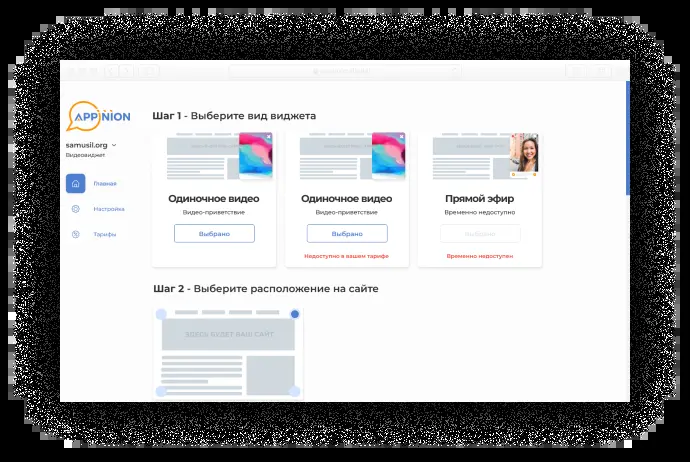 APPINION
samusil.org
Видеовиджет
Главная
Настройка
Тарифы
Шаг 1 - Выберите вид виджета
Одиночное видео
Видео-приветствие
Выбрано
Одиночное видео
Видео-приветствие
Выбрано
Недоступно в вашем тарифе
Прямой эфир
Временно недоступно
Выбрано
Временно недоступен
Шаг 2 - Выберите расположение на сайте
ЗДЕСЬ БУДЕТ ВАШ САЙТ